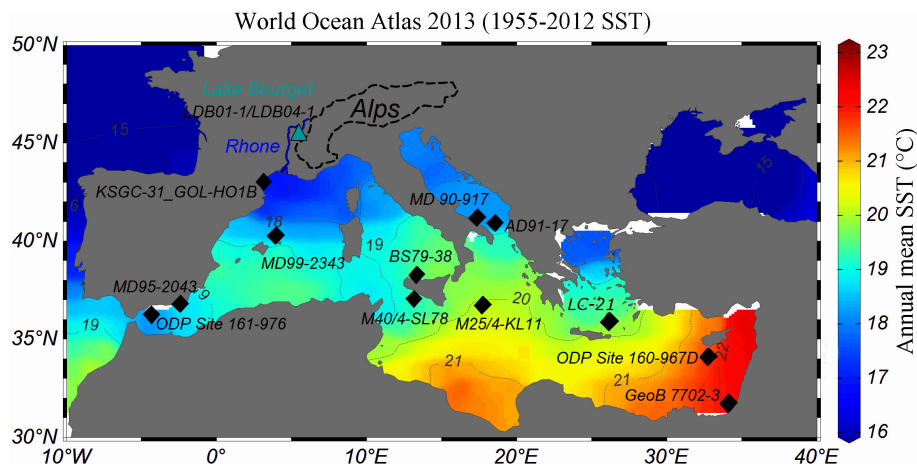 World Ocean Atlas 2013 (1955-2012 SST)
50°N
45°N
40°N
35°N
30°N
10°W
0°
10°E
20°E
30°E
40°E
Lake Bourget
LDB01-1/LDB04-1
Alps
Rhone
KSGC-31_GOL-HO1B
MD 90-917
AD91-17
MD99-2343
BS79-38
MD95-2043
ODP Site 161-976
M40/4-SL78
M25/4-KL11
LC-21
ODP Site 160-967D
GeoB 7702-3
15
15
6
18
19
9
19
20
21
21
22
23
22
21
20
19
18
17
16
Annual mean SST (°C)